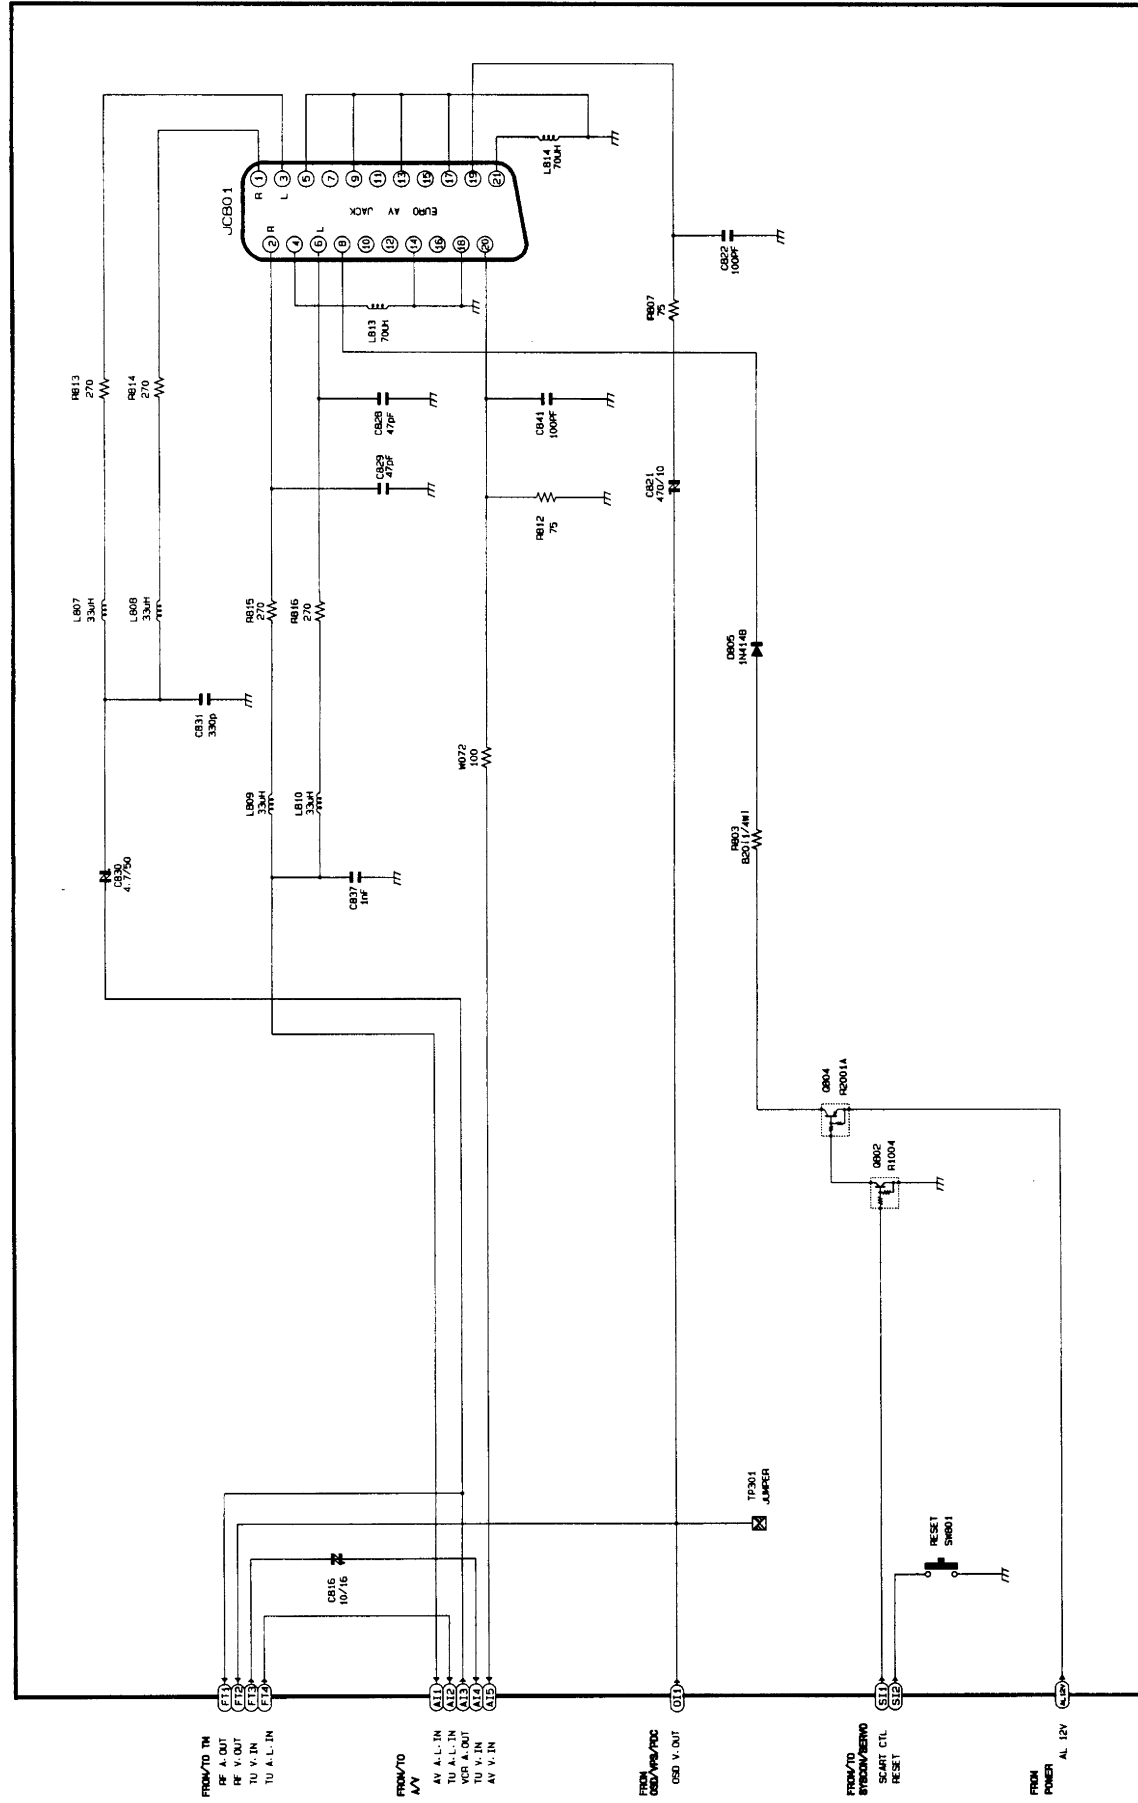 JC801
R
L
1
3
5
7
9
11
13
15
17
19
21
EURO AV JACK
R
L
2
4
6
8
10
12
14
16
18
20
L814
70UH
L813
70UH
C822
100PF
R807
75
R813
270
R814
270
C828
47pF
C829
47pF
C841
100PF
R812
75
C821
470/10
L807
33uH
L808
33uH
R815
270
R816
270
D805
1N4148
C831
330p
W072
100
L809
33uH
L810
33uH
R803
820(1/4W)
C830
4.7/50
C837
1nF
Q804
R2001A
Q802
R1004
TP301
JUMPER
RESET
SW801
C816
10/16
FROM/TO TM
RF A.OUT
FT1
RF V.OUT
FT2
TU V.IN
FT3
TU A.L.IN
FT4
FROM/TO
A/V
AV A.L.IN
AI1
TU A.L.IN
AI2
VCR A.OUT
AI3
TU V.IN
AI4
AV V.IN
AI5
FROM
OSD/VPS/PDC
OSD V.OUT
OI1
FROM/TO
SYSCON/SERVO
SCART CTL
SI1
RESET
SI2
FROM
POWER
AL 12V
AL12V